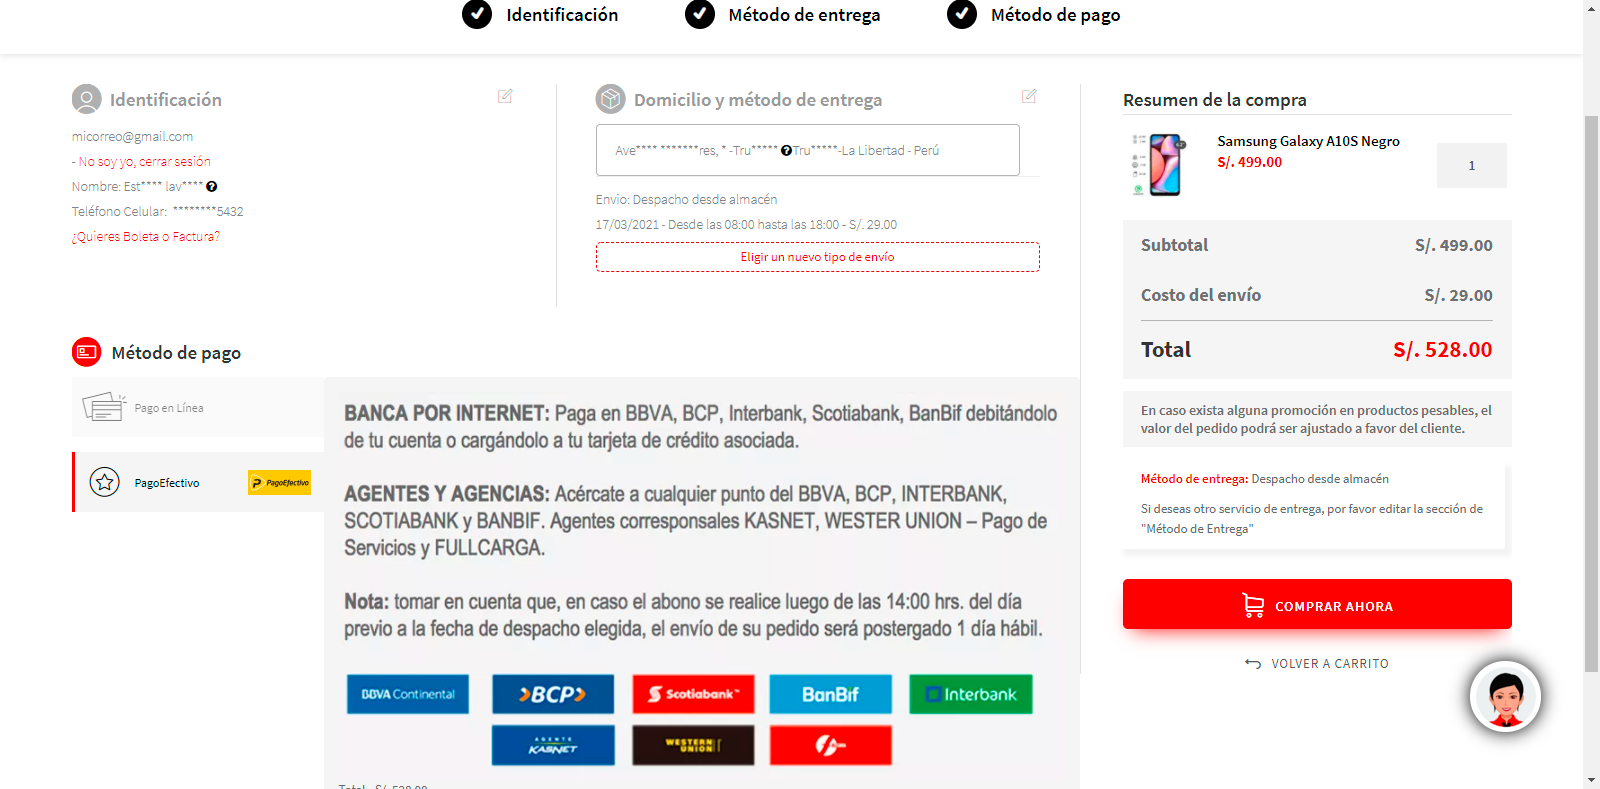 Identificación
Método de entrega
Método de pago
Identificación
micorreo@gmail.com
- No soy yo, cerrar sesión
Nombre: Est**** lav****
Teléfono Celular: ********5432
¿Quieres Boleta o Factura?
Domicilio y método de entrega
Ave**** *******res, * -Tru***** Tru*****-La Libertad - Perú
Envio: Despacho desde almacén
17/03/2021 - Desde las 08:00 hasta las 18:00 - S/. 29.00
Eligir un nuevo tipo de envío
Método de pago
Pago en Línea
PagoEfectivo
PagoEfectivo
BANCA POR INTERNET: Paga en BBVA, BCP, Interbank, Scotiabank, BanBif debitándolo
de tu cuenta o cargándolo a tu tarjeta de crédito asociada.
AGENTES Y AGENCIAS: Acércate a cualquier punto del BBVA, BCP, INTERBANK,
SCOTIABANK y BANBIF. Agentes corresponsales KASNET, WESTER UNION – Pago de
Servicios y FULLCARGA.
Nota: tomar en cuenta que, en caso el abono se realice luego de las 14:00 hrs. del día
previo a la fecha de despacho elegida, el envío de su pedido será postergado 1 día hábil.
BBVA Continental
BCP
Scotiabank
BanBif
Interbank
AGENTE
KASNET
WESTERN
UNION
Total S/. 528.00
Resumen de la compra
Samsung Galaxy A10S Negro
S/. 499.00
1
Subtotal S/. 499.00
Costo del envío S/. 29.00
Total S/. 528.00
En caso exista alguna promoción en productos pesables, el
valor del pedido podrá ser ajustado a favor del cliente.
Método de entrega: Despacho desde almacén
Si deseas otro servicio de entrega, por favor editar la sección de
"Método de Entrega"
COMPRAR AHORA
VOLVER A CARRITO